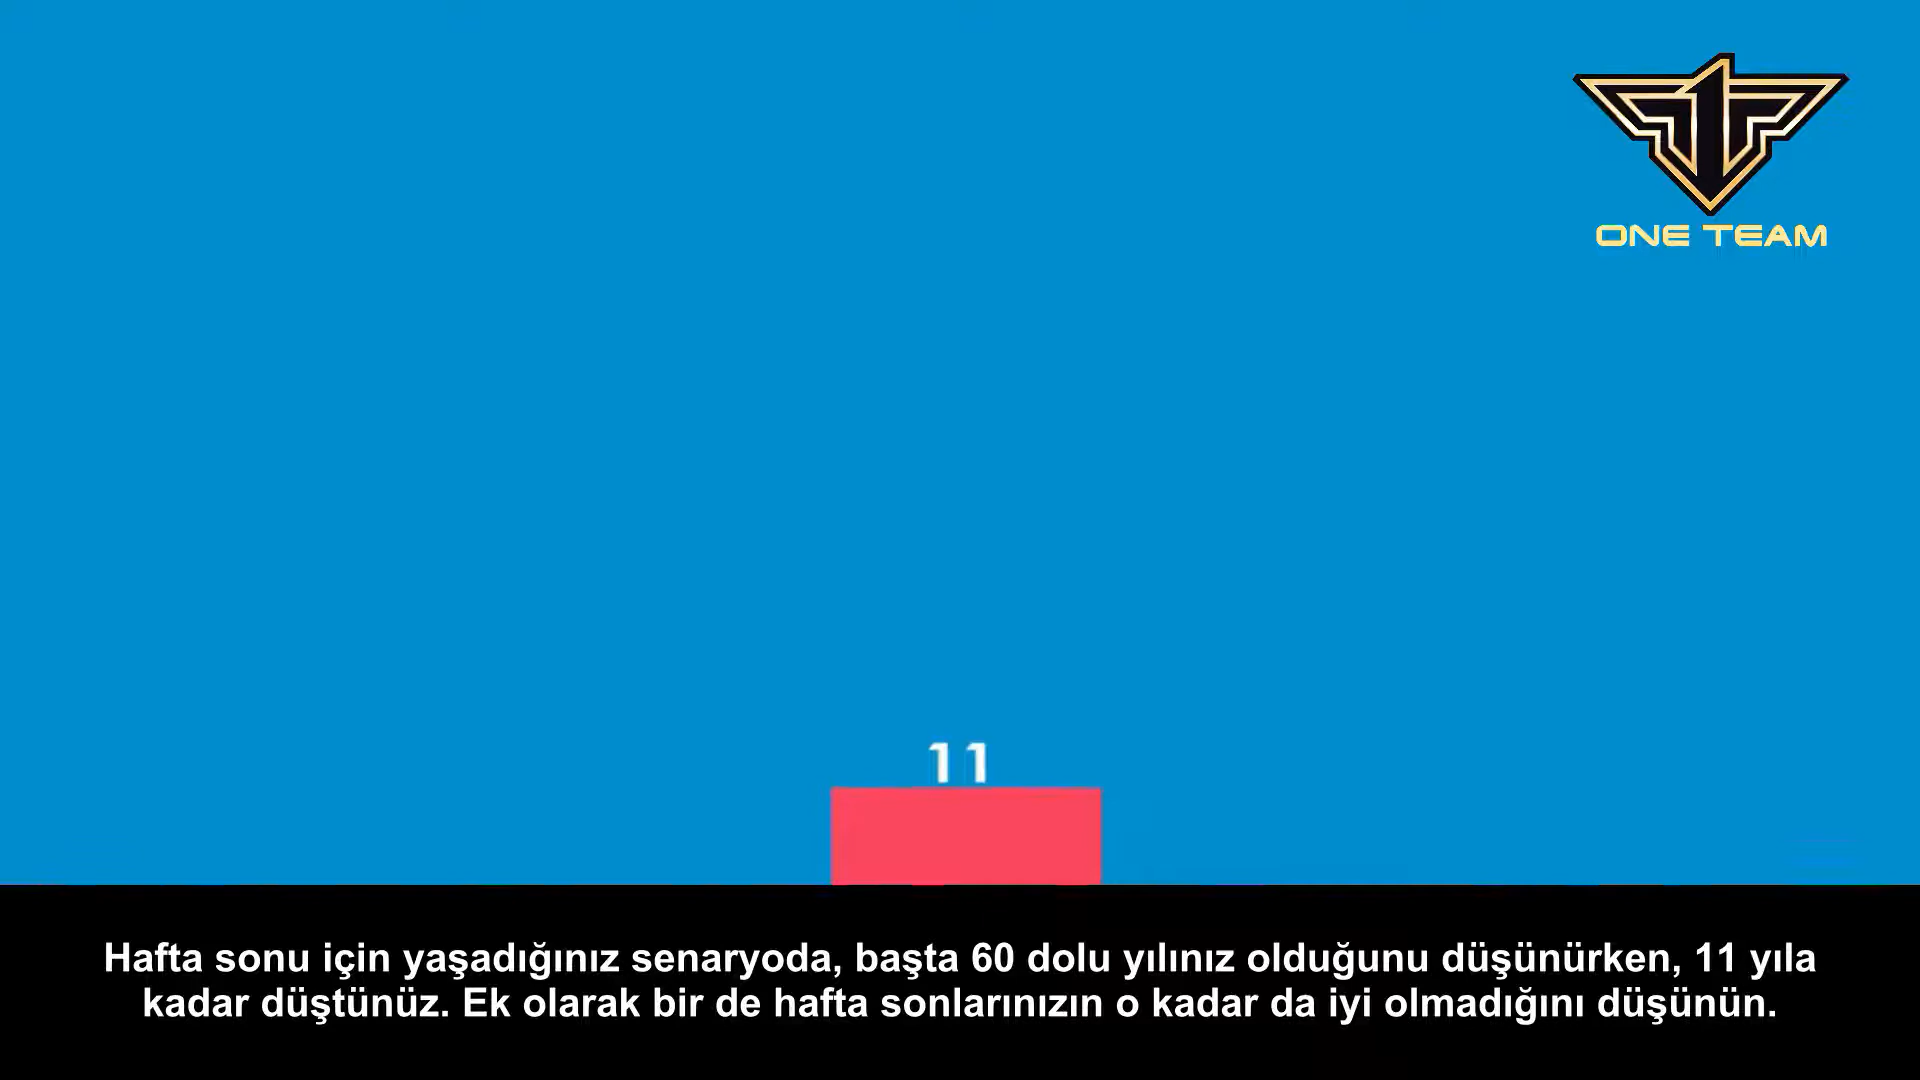 ONE TEAM
11
Hafta sonu için yaşadığınız senaryoda, başta 60 dolu yılınız olduğunu düşünürken, 11 yıla
kadar düştünüz. Ek olarak bir de hafta sonlarınızın o kadar da iyi olmadığını düşünün.